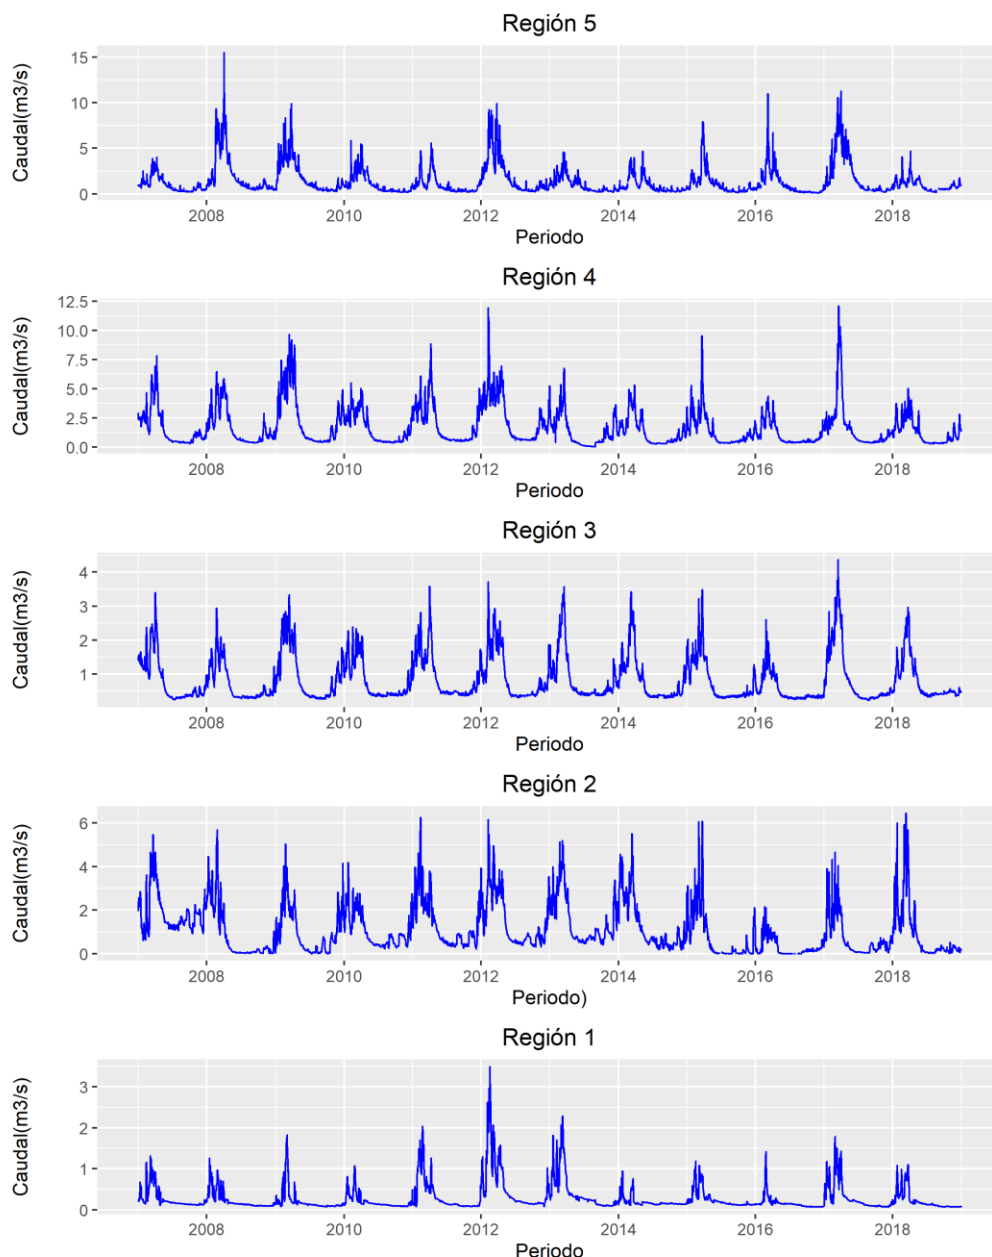 Región 5
Caudal(m3/s)
15
10
5
0
2008 2010 2012 2014 2016 2018
Periodo
Región 4
Caudal(m3/s)
12.5
10.0
7.5
5.0
2.5
0.0
2008 2010 2012 2014 2016 2018
Periodo
Región 3
Caudal(m3/s)
4
3
2
1
2008 2010 2012 2014 2016 2018
Periodo
Región 2
Caudal(m3/s)
6
4
2
0
2008 2010 2012 2014 2016 2018
Periodo)
Región 1
Caudal(m3/s)
3
2
1
0
2008 2010 2012 2014 2016 2018
Periodo